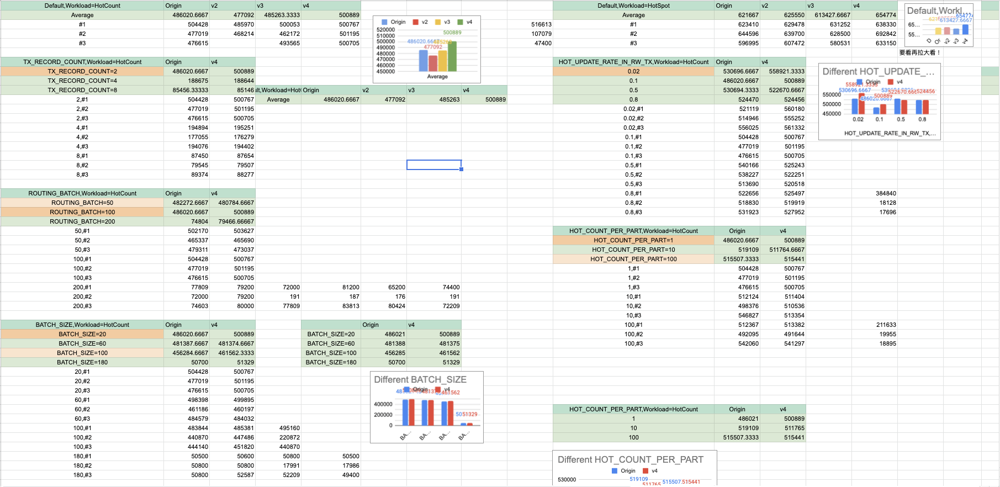 Default,Workload=HotCount Origin v2 v3 v4
Average 486020.6667 477092 485263.3333 500889
#1 504428 485970 500053 500767
#2 477019 468214 462172 501195
#3 476615 493565 500705
TX_RECORD_COUNT,Workload=HotCount Origin v4
TX_RECORD_COUNT=2 486020.6667 500889
TX_RECORD_COUNT=4 188675 188644
TX_RECORD_COUNT=8 85456.33333 85146
2,#1 504428 500767
2,#2 477019 501195
2,#3 476615 500705
4,#1 194894 195251
4,#2 177055 176279
4,#3 194076 194402
8,#1 87450 87654
8,#2 79545 79507
8,#3 89374 88277
ROUTING_BATCH,Workload=HotCount Origin v4
ROUTING_BATCH=50 482272.6667 480784.6667
ROUTING_BATCH=100 486020.6667 500889
ROUTING_BATCH=200 74804 79466.66667
50,#1 502170 503627
50,#2 465337 465690
50,#3 479311 473037
100,#1 504428 500767
100,#2 477019 501195
100,#3 476615 500705
200,#1 77809 79200 72000 81200 65200 74400
200,#2 72000 79200 191 187 176 191
200,#3 74603 80000 77809 83813 80424 72209
BATCH_SIZE,Workload=HotCount Origin v4
BATCH_SIZE=20 486020.6667 500889
BATCH_SIZE=60 481387.6667 481374.6667
BATCH_SIZE=100 456284.6667 461562.3333
BATCH_SIZE=180 50700 51329
20,#1 504428 500767
20,#2 477019 501195
20,#3 476615 500705
60,#1 498398 499895
60,#2 461186 460197
60,#3 484579 484032
100,#1 483844 485381 495160
100,#2 440870 447486 220872
100,#3 444140 451820 440870
180,#1 50500 50600 50800 50500
180,#2 50800 50800 17991 17986
180,#3 50800 52587 52209 49400
Origin v2 v3 v4
520000
510000
500000
490000
480000
470000
460000
450000
500889
486020.6667
477092
Average
ult,Workload=Hot Origin v2 v3 v4
Average 486020.6667 477092 485263 500889
Origin v4
BATCH_SIZE=20 486021 500889
BATCH_SIZE=60 481388 481375
BATCH_SIZE=100 456285 461562
BATCH_SIZE=180 50700 51329
Different BATCH_SIZE
Origin v4
461562
51329
400000
200000
0
BA... BA... BA... BA...
516613
107079
47400
Default,Workload=HotSpot Origin v2 v3 v4
Average 621667 625550 613427.6667 654774
#1 623410 629478 631252 638330
#2 644596 639700 628500 692842
#3 596995 607472 580531 633150
HOT_UPDATE_RATE_IN_RW_TX,Workload=HotCount Origin v4
0.02 530696.6667 558921.3333
0.1 486020.6667 500889
0.5 530694.3333 522670.6667
0.8 524470 524456
0.02,#1 521119 560180
0.02,#2 514946 555252
0.02,#3 556025 561332
0.1,#1 504428 500767
0.1,#2 477019 501195
0.1,#3 476615 500705
0.5,#1 540166 525243
0.5,#2 538227 522251
0.5,#3 513690 520518
0.8,#1 522656 525497 384840
0.8,#2 518830 519919 18128
0.8,#3 531923 527952 17696
HOT_COUNT_PER_PART,Workload=HotCount Origin v4
HOT_COUNT_PER_PART=1 486020.6667 500889
HOT_COUNT_PER_PART=10 519109 511764.6667
HOT_COUNT_PER_PART=100 515507.3333 515441
1,#1 504428 500767
1,#2 477019 501195
1,#3 476615 500705
10,#1 512124 511404
10,#2 498376 510536
10,#3 546827 513354
100,#1 512367 513382 211633
100,#2 492095 491644 19955
100,#3 542060 541297 18895
HOT_COUNT_PER_PART,Workload=HotCount Origin v4
1 486021 500889
10 519109 511765
100 515507.3333 515441
Different HOT_COUNT_PER_PART
Origin v4
530000
519109
511765
515507. 515441
Default,Workl...
654774
613427.6667
65...
55...
D Or v2 v3 v4
要看再拉大看！
Different HOT_UPDATE_...
Origin v4
558921.3333
530696.6667
486020.6667
500889
522670.666
524456
550000
500000
450000
0.02 0.1 0.5 0.8
HOT_UPDATE_RATE_IN_RW_TX,...